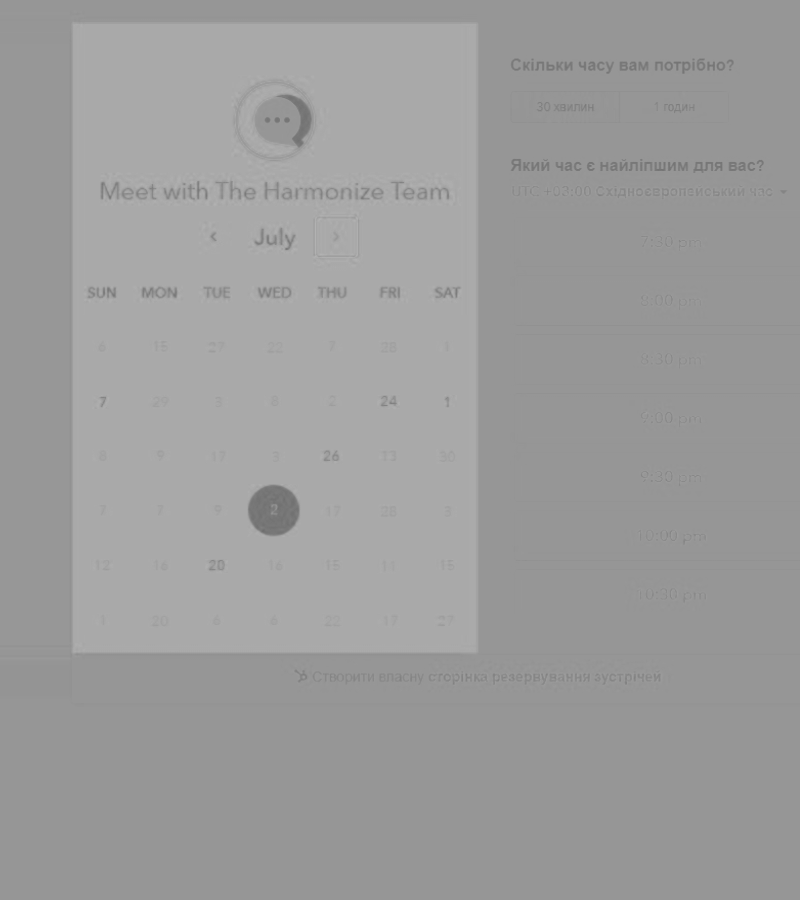 Meet with The Harmonize Team
July
SUN MON TUE WED THU FRI SAT
6 15 27 22 7 28 1
7 29 3 8 2 24 1
8 9 17 3 26 13 30
7 7 9 2 17 28 3
12 16 20 16 15 11 15
1 20 6 6 22 17 27
Скільки часу вам потрібно?
30 хвилин 1 годин
Який час є найліпшим для вас?
UTC +03:00 Східноєвропейський час
7:30 pm
8:00 pm
8:30 pm
9:00 pm
9:30 pm
10:00 pm
10:30 pm
Створити власну сторінка резервування зустрічей